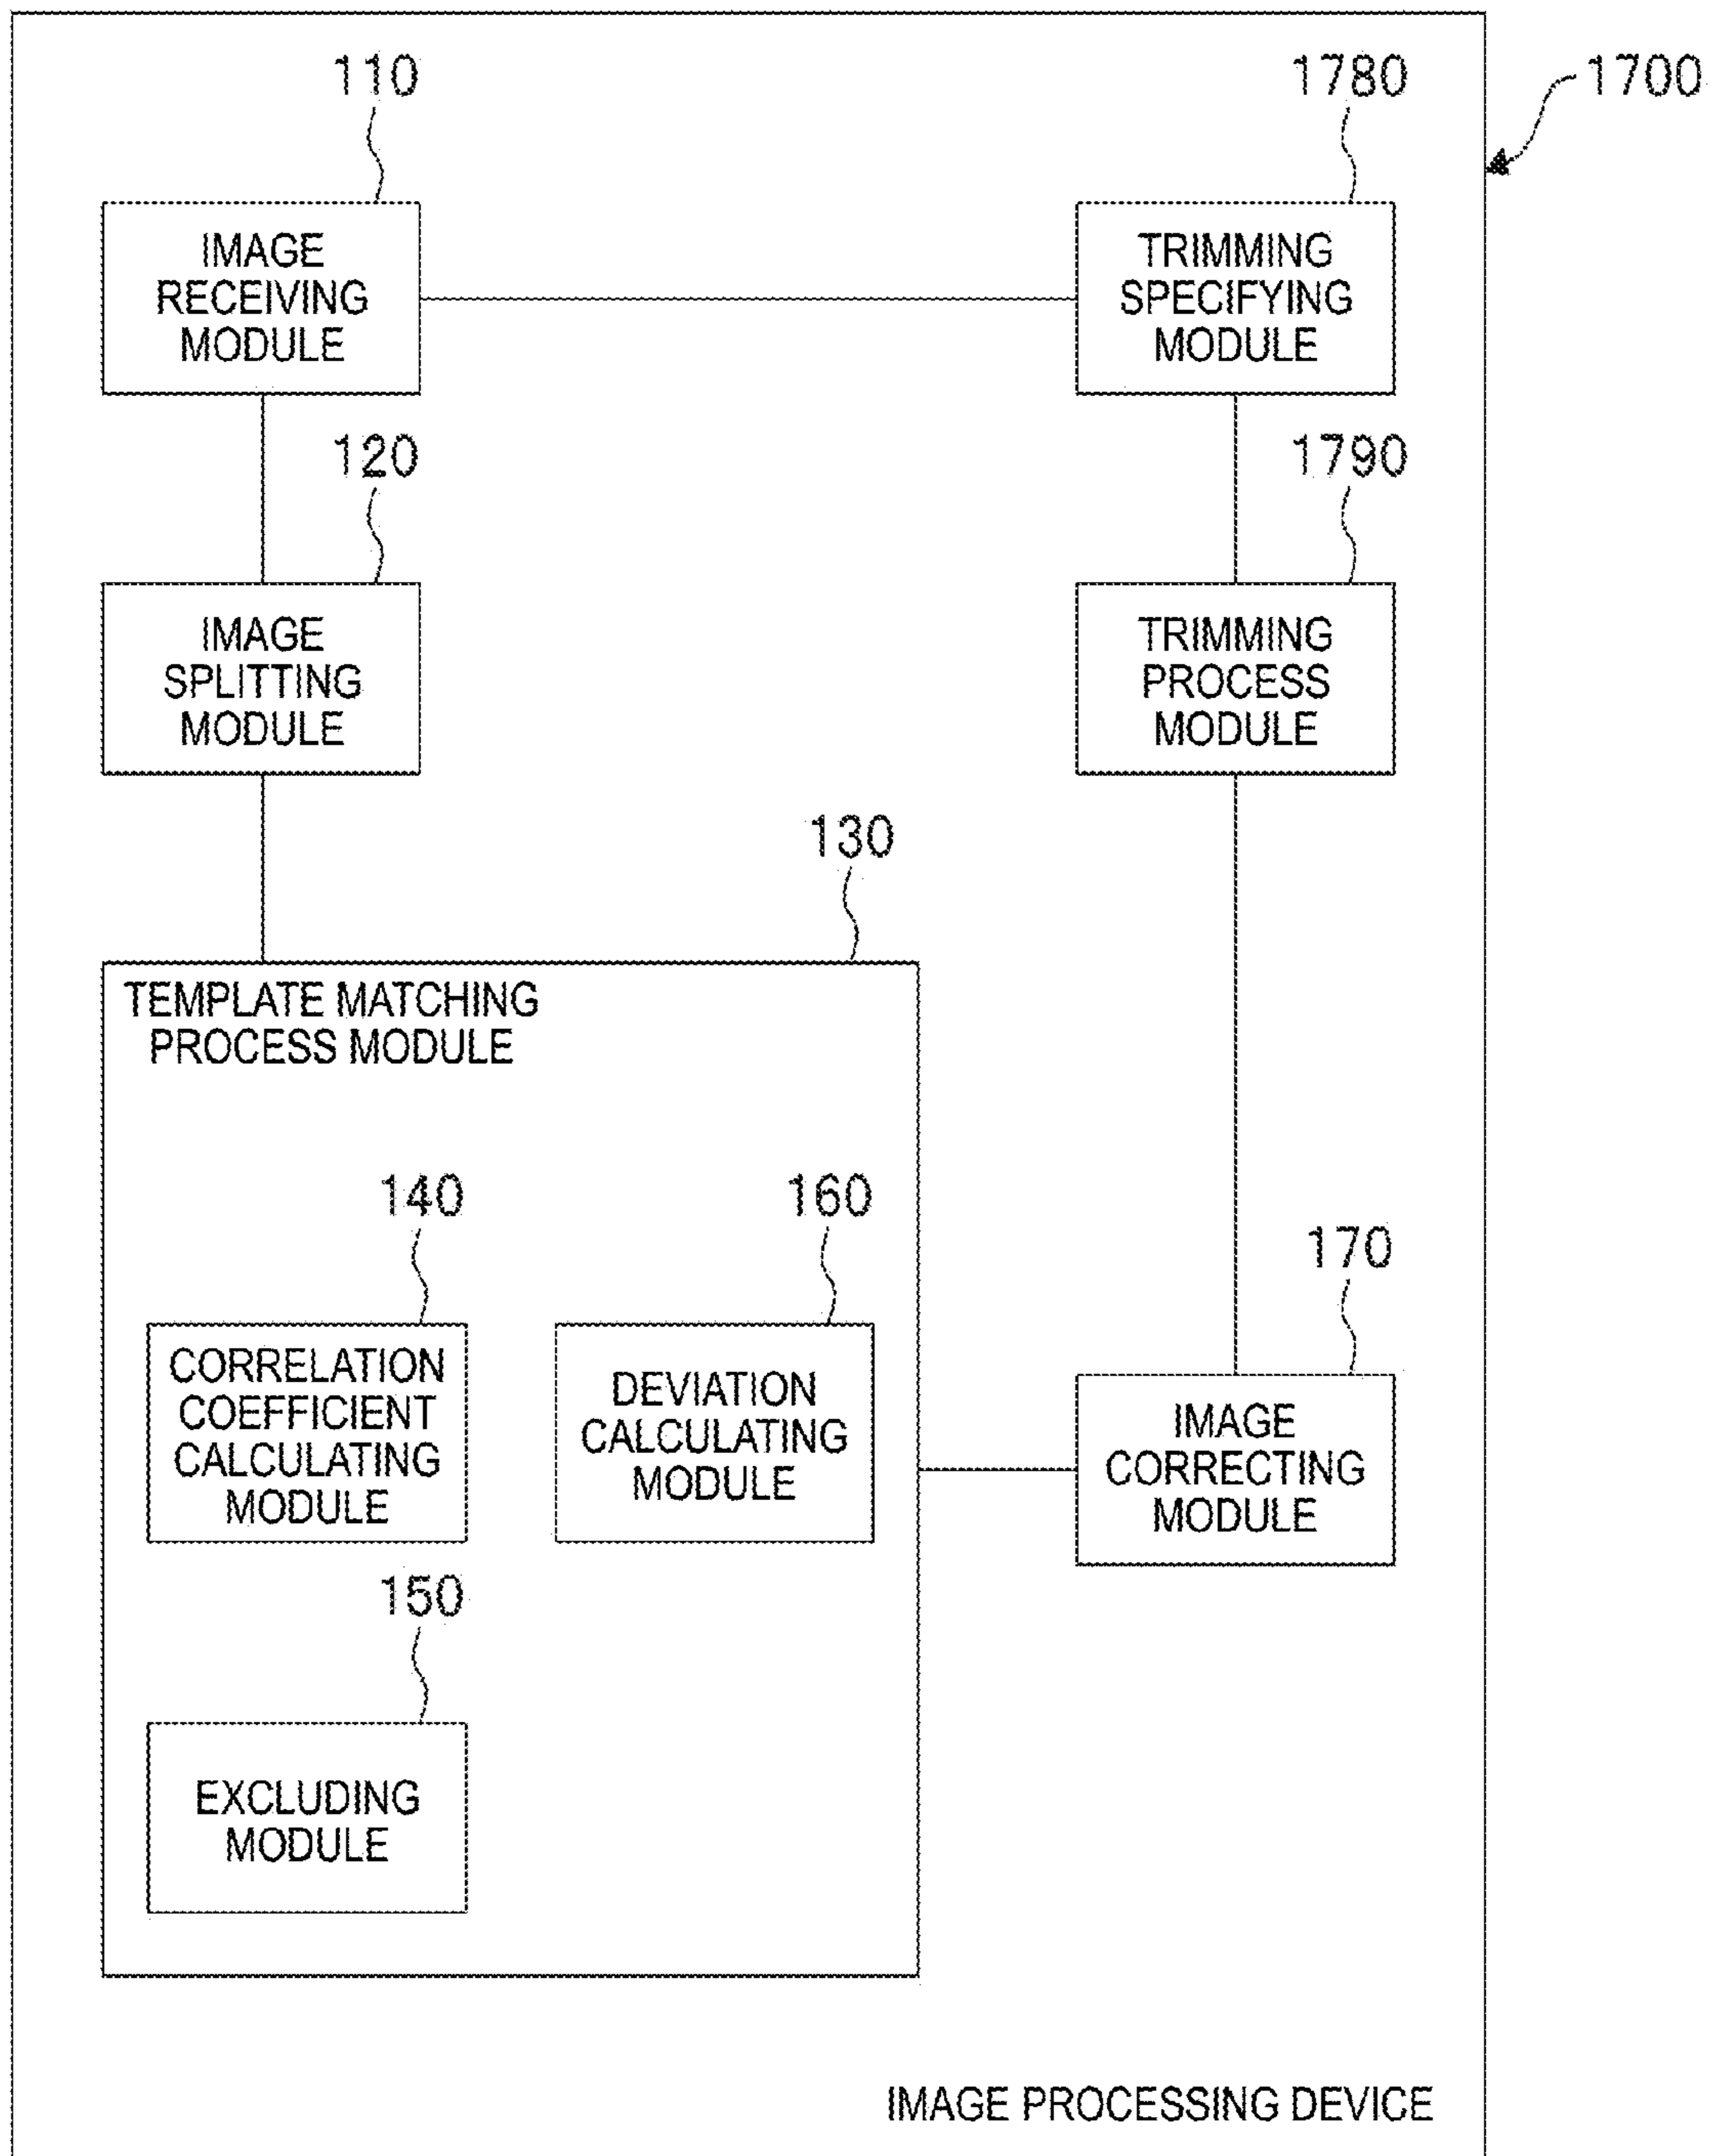 110
1780
1700
IMAGE
RECEIVING
MODULE
TRIMMING
SPECIFYING
MODULE
120
1790
IMAGE
SPLITTING
MODULE
TRIMMING
PROCESS
MODULE
130
TEMPLATE MATCHING
PROCESS MODULE
140
160
170
CORRELATION
COEFFICIENT
CALCULATING
MODULE
DEVIATION
CALCULATING
MODULE
IMAGE
CORRECTING
MODULE
150
EXCLUDING
MODULE
IMAGE PROCESSING DEVICE